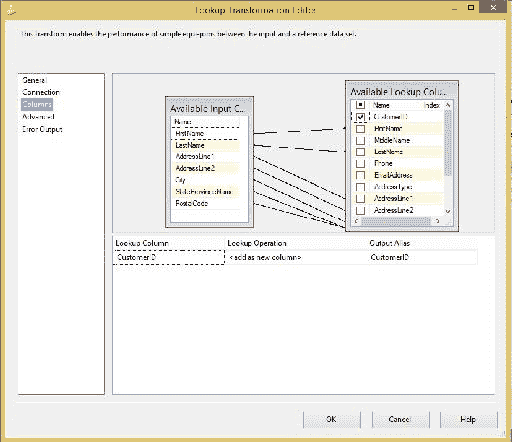 Lookup Transformation Editor
This transform enables the performance of simple equi-joins between the input and a reference data set.
General
Connection
Columns
Advanced
Error Output
Available Input C...
Name
FirstName
LastName
AddressLine1
AddressLine2
City
StateProvinceName
PostalCode
Available Lookup Colu...
Name Index
CustomerID
FirstName
MiddleName
LastName
Phone
EmailAddress
AddressType
AddressLine1
AddressLine2
Lookup Column Lookup Operation Output Alias
CustomerID <add as new column> CustomerID
OK Cancel Help